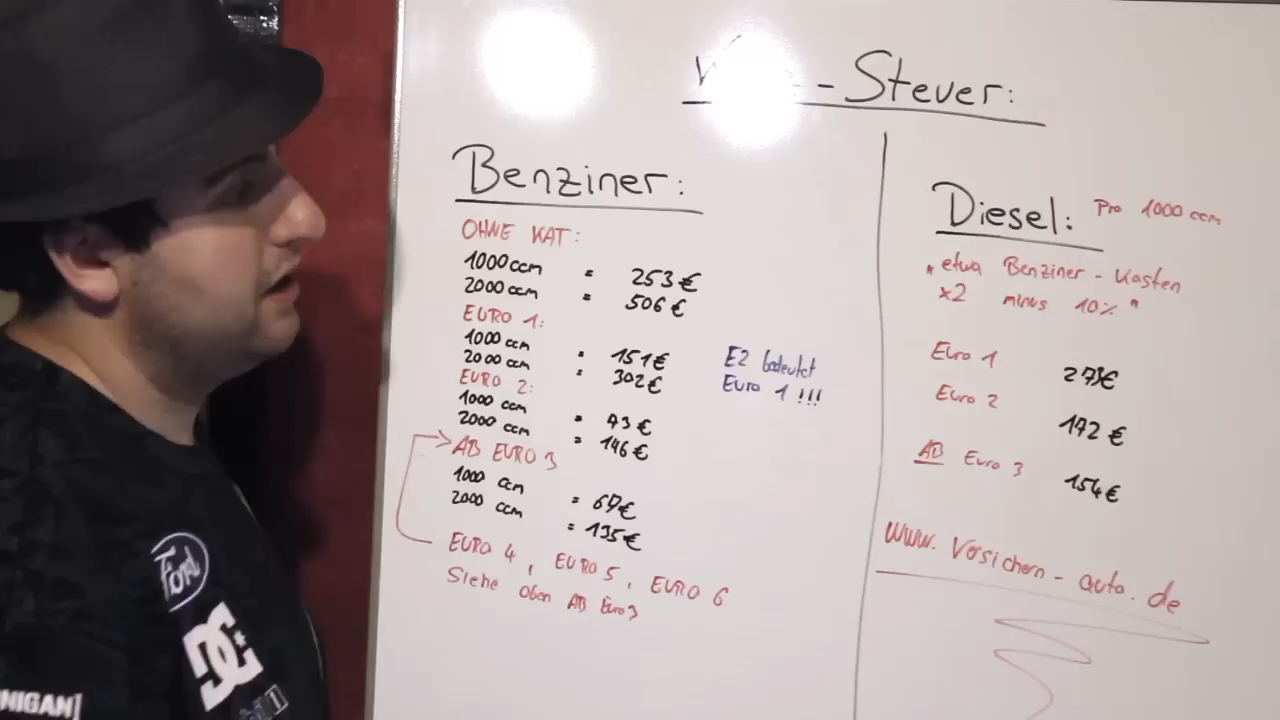 - Steuer:
Benziner:
OHNE KAT:
1000 ccm = 253 €
2000 ccm = 506 €
EURO 1:
1000 ccm = 151 €
2000 ccm = 302 €
EURO 2:
1000 ccm = 73 €
2000 ccm = 146 €
AB EURO 3
1000 ccm = 67 €
2000 ccm = 135 €
EURO 4, EURO 5, EURO 6
Siehe oben AB Euro 3
E2 bedeutet
Euro 1 !!!
Diesel: Pro 1000 ccm
"etwa Benziner - Kosten
x2 minus 10% "
Euro 1 273 €
Euro 2 172 €
AB Euro 3 154 €
www. Versichern - auto. de
Ford
DC
NIGAN]